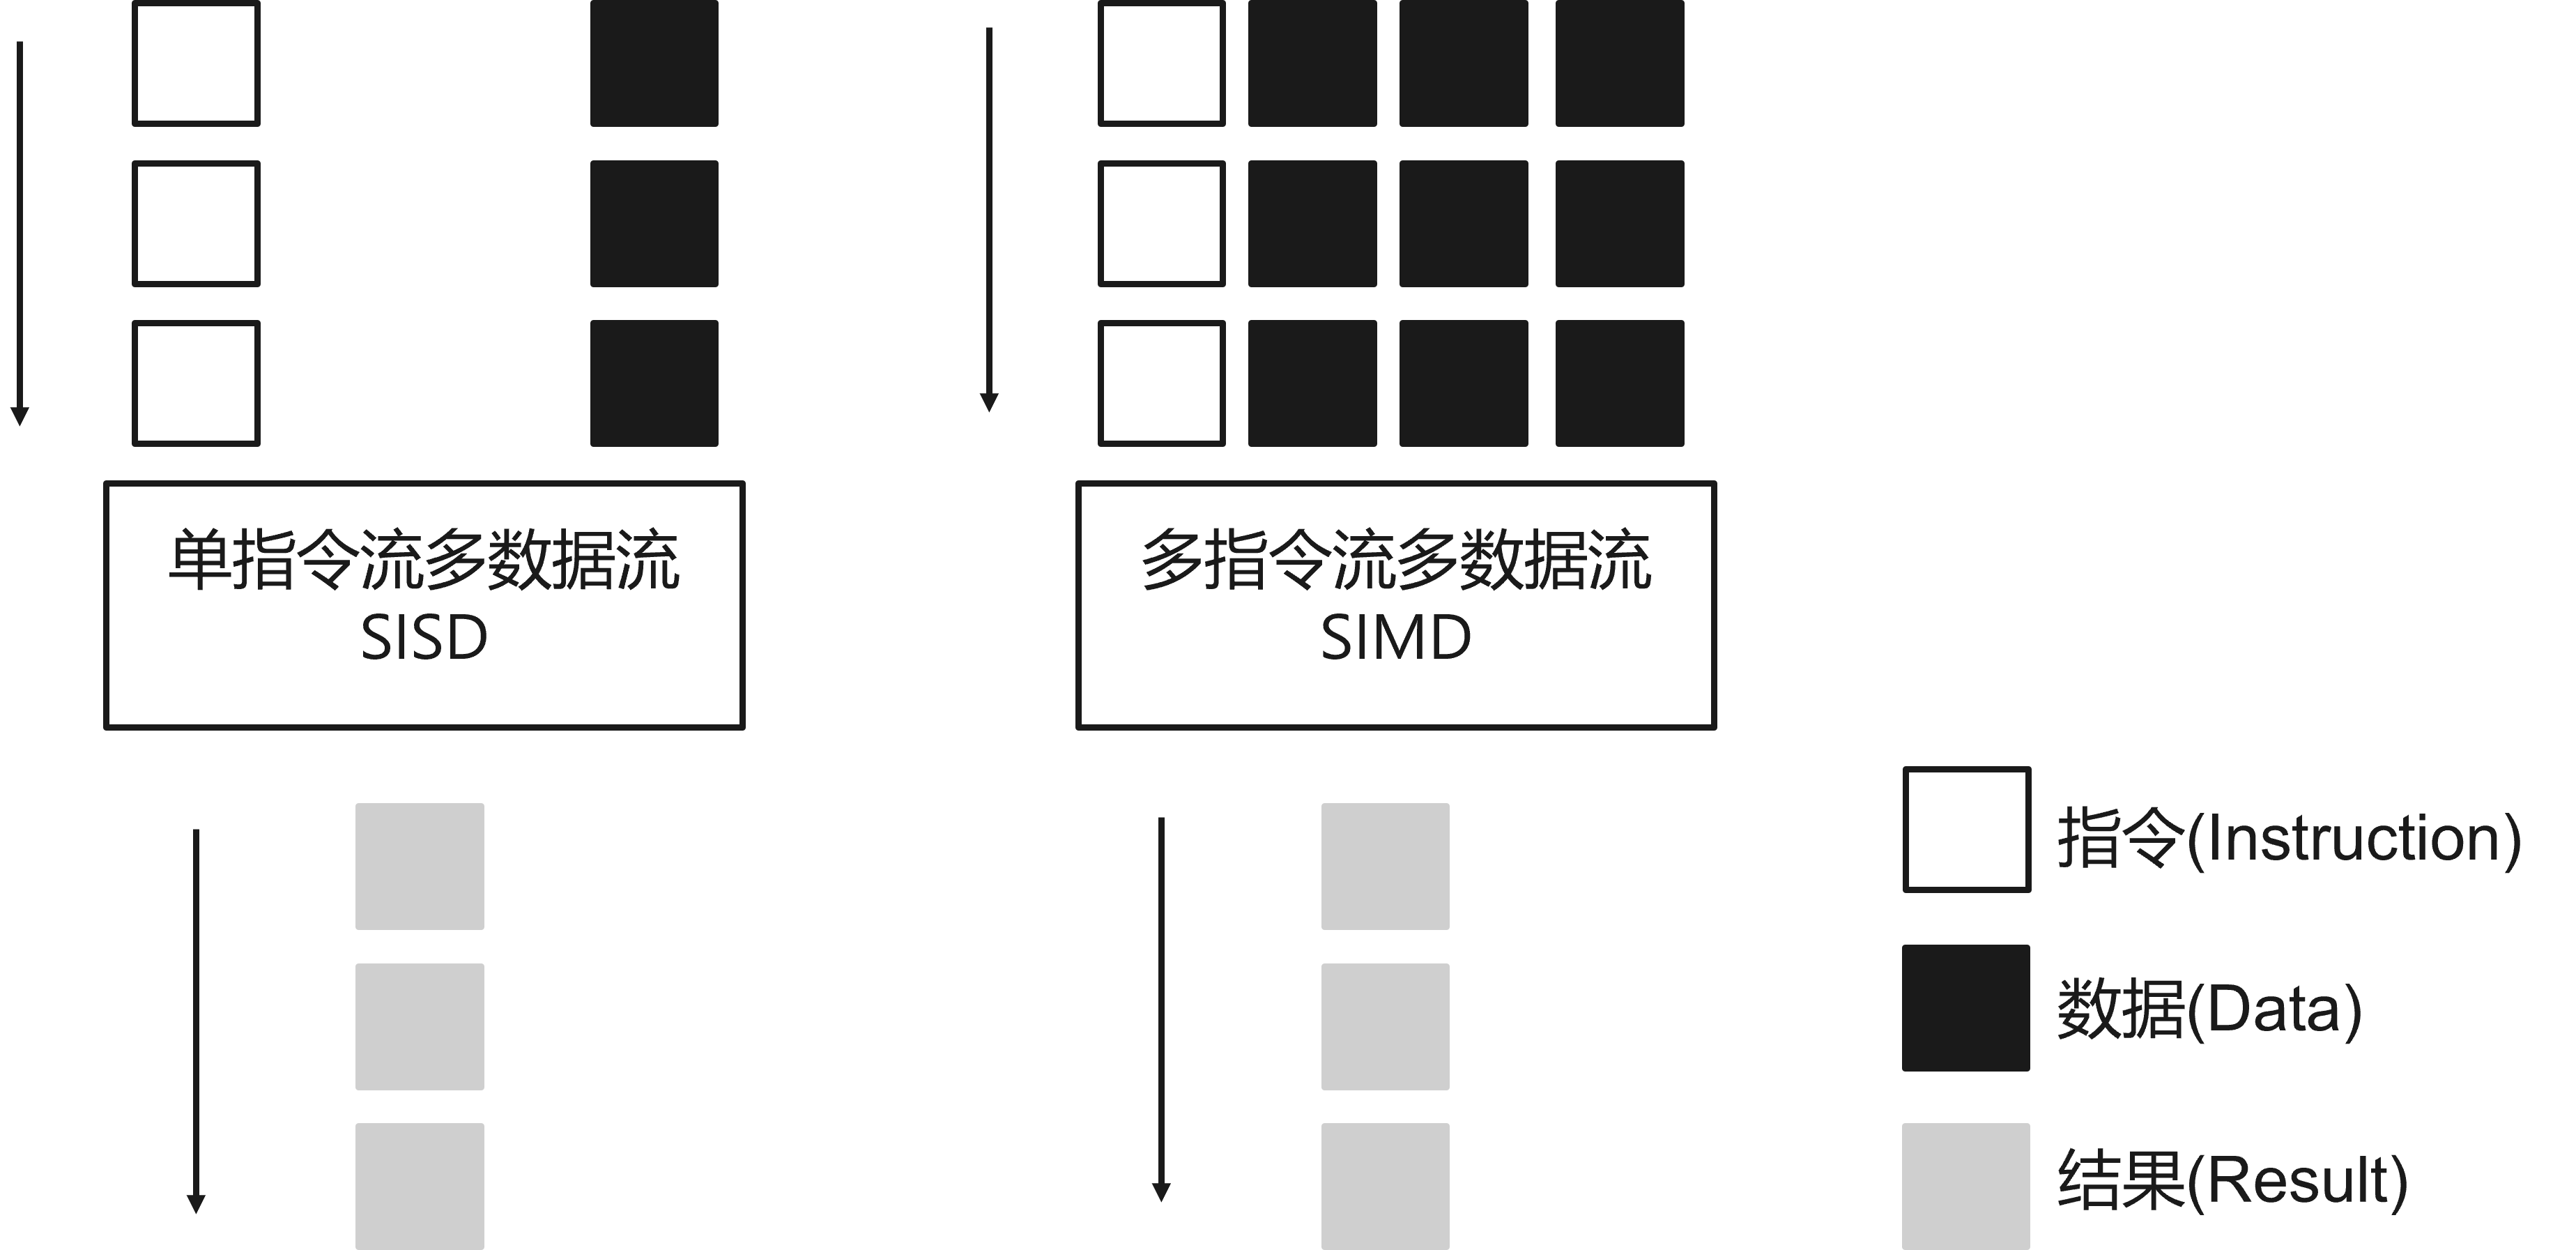 单指令流多数据流
SISD
多指令流多数据流
SIMD
指令(Instruction)
数据(Data)
结果(Result)